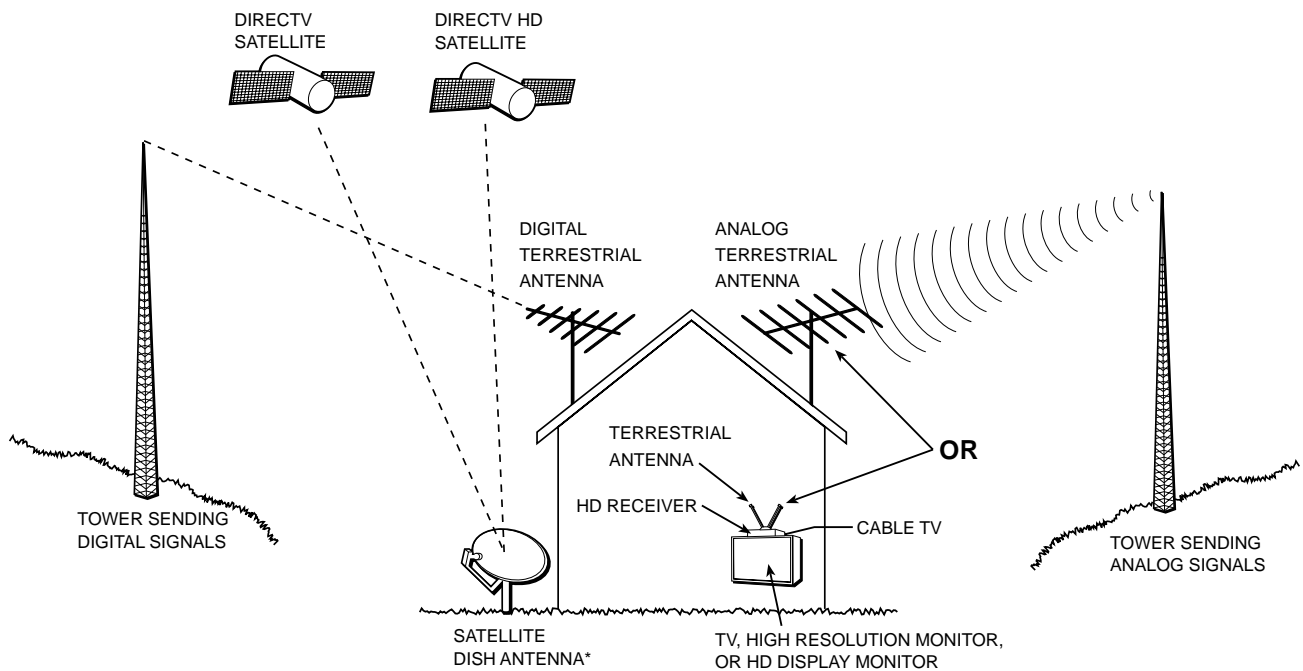 DIRECTV
SATELLITE
DIRECTV HD
SATELLITE
DIGITAL
TERRESTRIAL
ANTENNA
ANALOG
TERRESTRIAL
ANTENNA
TERRESTRIAL
ANTENNA
OR
HD RECEIVER
CABLE TV
TOWER SENDING
DIGITAL SIGNALS
TOWER SENDING
ANALOG SIGNALS
SATELLITE
DISH ANTENNA*
TV, HIGH RESOLUTION MONITOR,
OR HD DISPLAY MONITOR